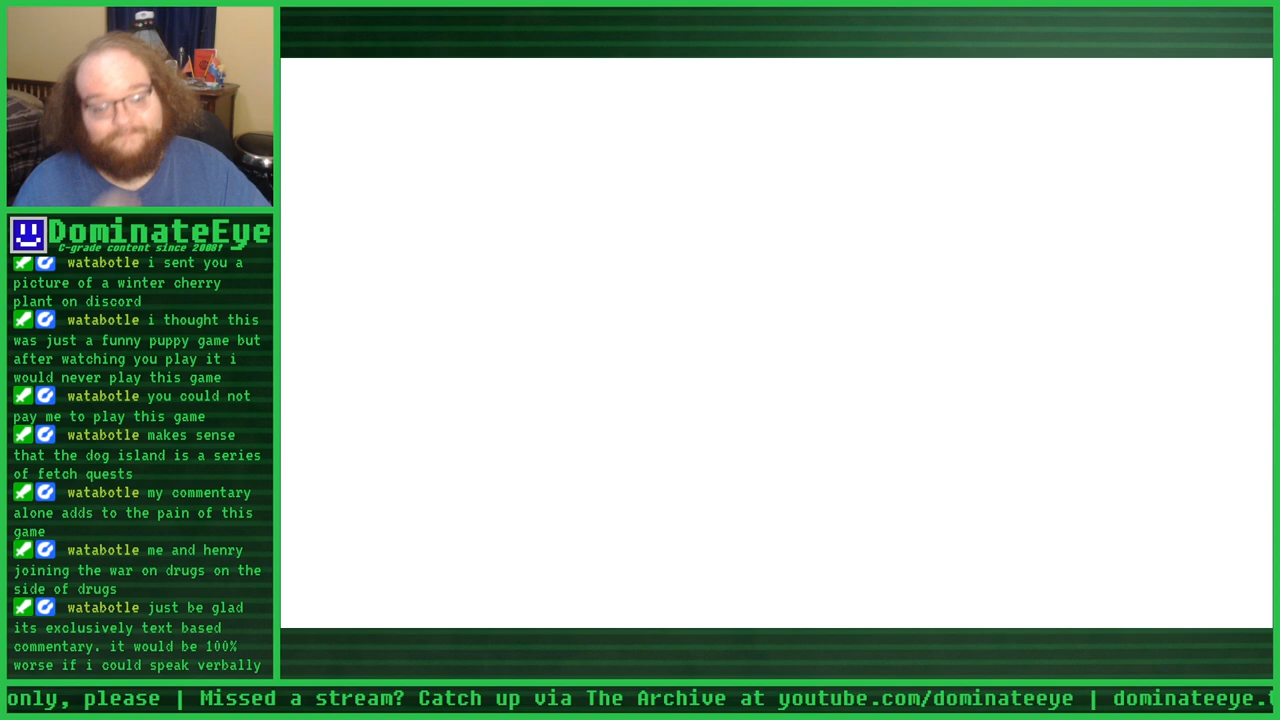 DominateEye
C-grade content since 2008!
watabotle i sent you a
picture of a winter cherry
plant on discord
watabotle i thought this
was just a funny puppy game but
after watching you play it i
would never play this game
watabotle you could not
pay me to play this game
watabotle makes sense
that the dog island is a series
of fetch quests
watabotle my commentary
alone adds to the pain of this
game
watabotle me and henry
joining the war on drugs on the
side of drugs
watabotle just be glad
its exclusively text based
commentary. it would be 100%
worse if i could speak verbally
only, please | Missed a stream? Catch up via The Archive at youtube.com/dominateeye | dominateeye.